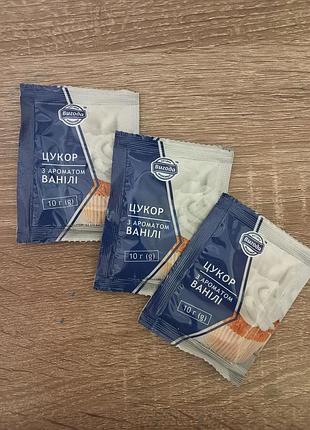 Вигода
ЦУКОР
З АРОМАТОМ
ВАНІЛІ
10 г (g)
Вигода
ЦУКОР
З АРОМАТОМ
ВАНІЛІ
10 г (g)
Вигода
ЦУКОР
З АРОМАТОМ
ВАНІЛІ
10 г (g)